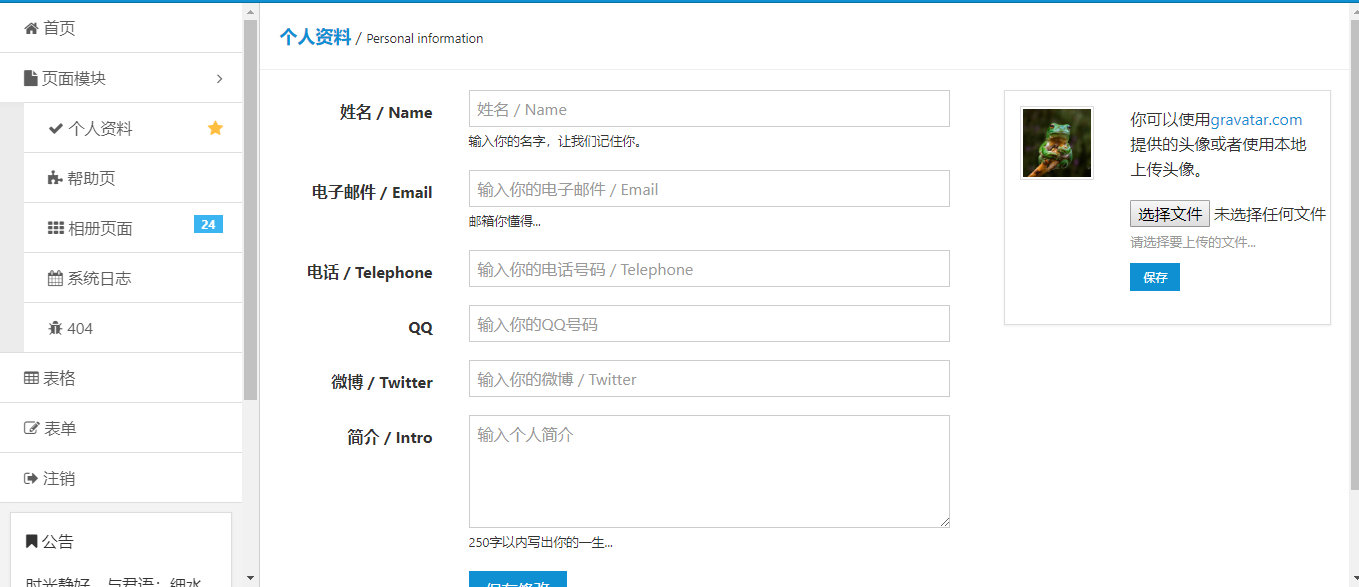 首页
页面模块
个人资料
帮助页
相册页面 24
系统日志
404
表格
表单
注销
公告
时光静好，与君语；细水
个人资料 / Personal information
姓名 / Name
姓名 / Name
输入你的名字，让我们记住你。
电子邮件 / Email
输入你的电子邮件 / Email
邮箱你懂得...
电话 / Telephone
输入你的电话号码 / Telephone
QQ
输入你的QQ号码
微博 / Twitter
输入你的微博 / Twitter
简介 / Intro
输入个人简介
250字以内写出你的一生...
保存修改
你可以使用gravatar.com
提供的头像或者使用本地
上传头像。
选择文件 未选择任何文件
请选择要上传的文件...
保存